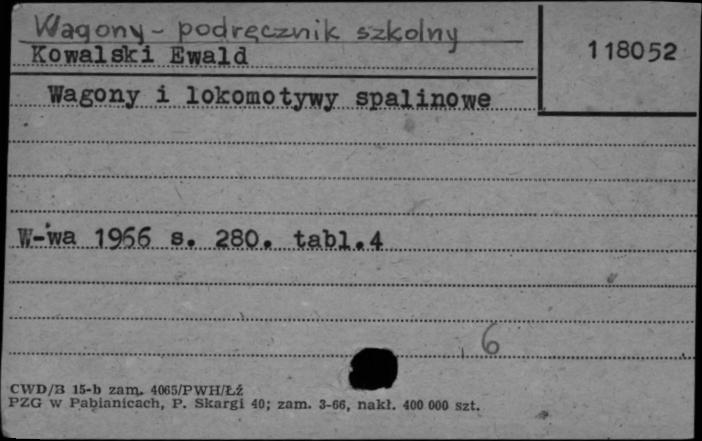 Wagony - podręcznik szkolny
Kowalski Ewald
118052
Wagony i lokomotywy spalinowe
W-wa 1966 s. 280. tabl.4
6
CWD/B 15-b zam. 4065/PWH/Łż
PZG w Pabianicach, P. Skargi 40; zam. 3-66, nakł. 400 000 szt.